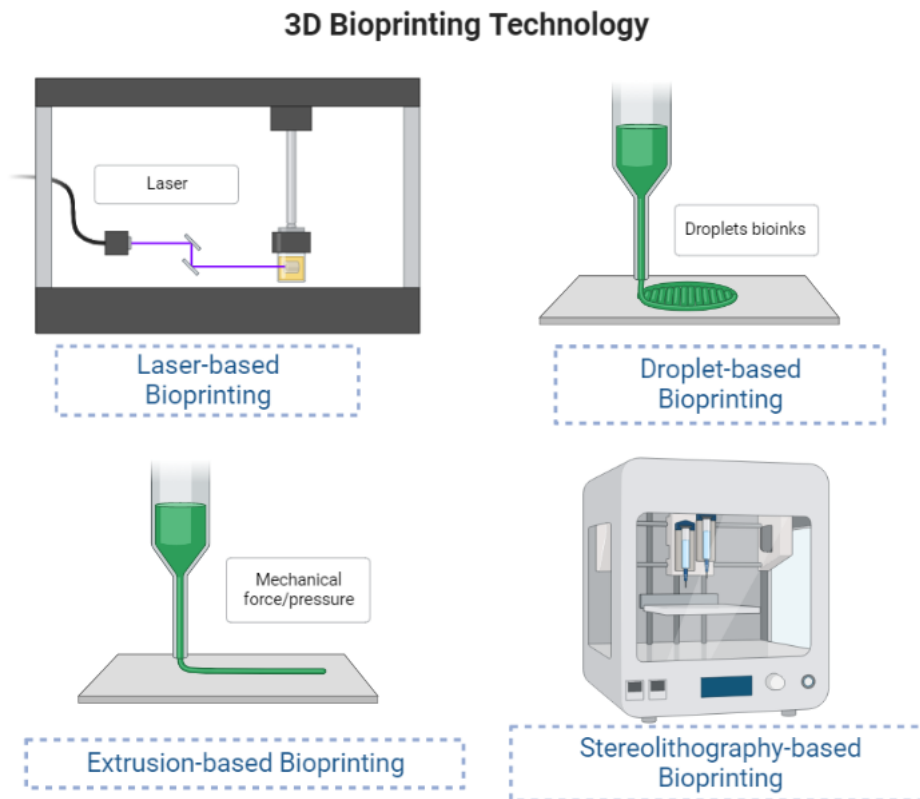 3D Bioprinting Technology
Laser
Laser-based
Bioprinting
Droplets bioinks
Droplet-based
Bioprinting
Mechanical
force/pressure
Extrusion-based Bioprinting
Stereolithography-based
Bioprinting